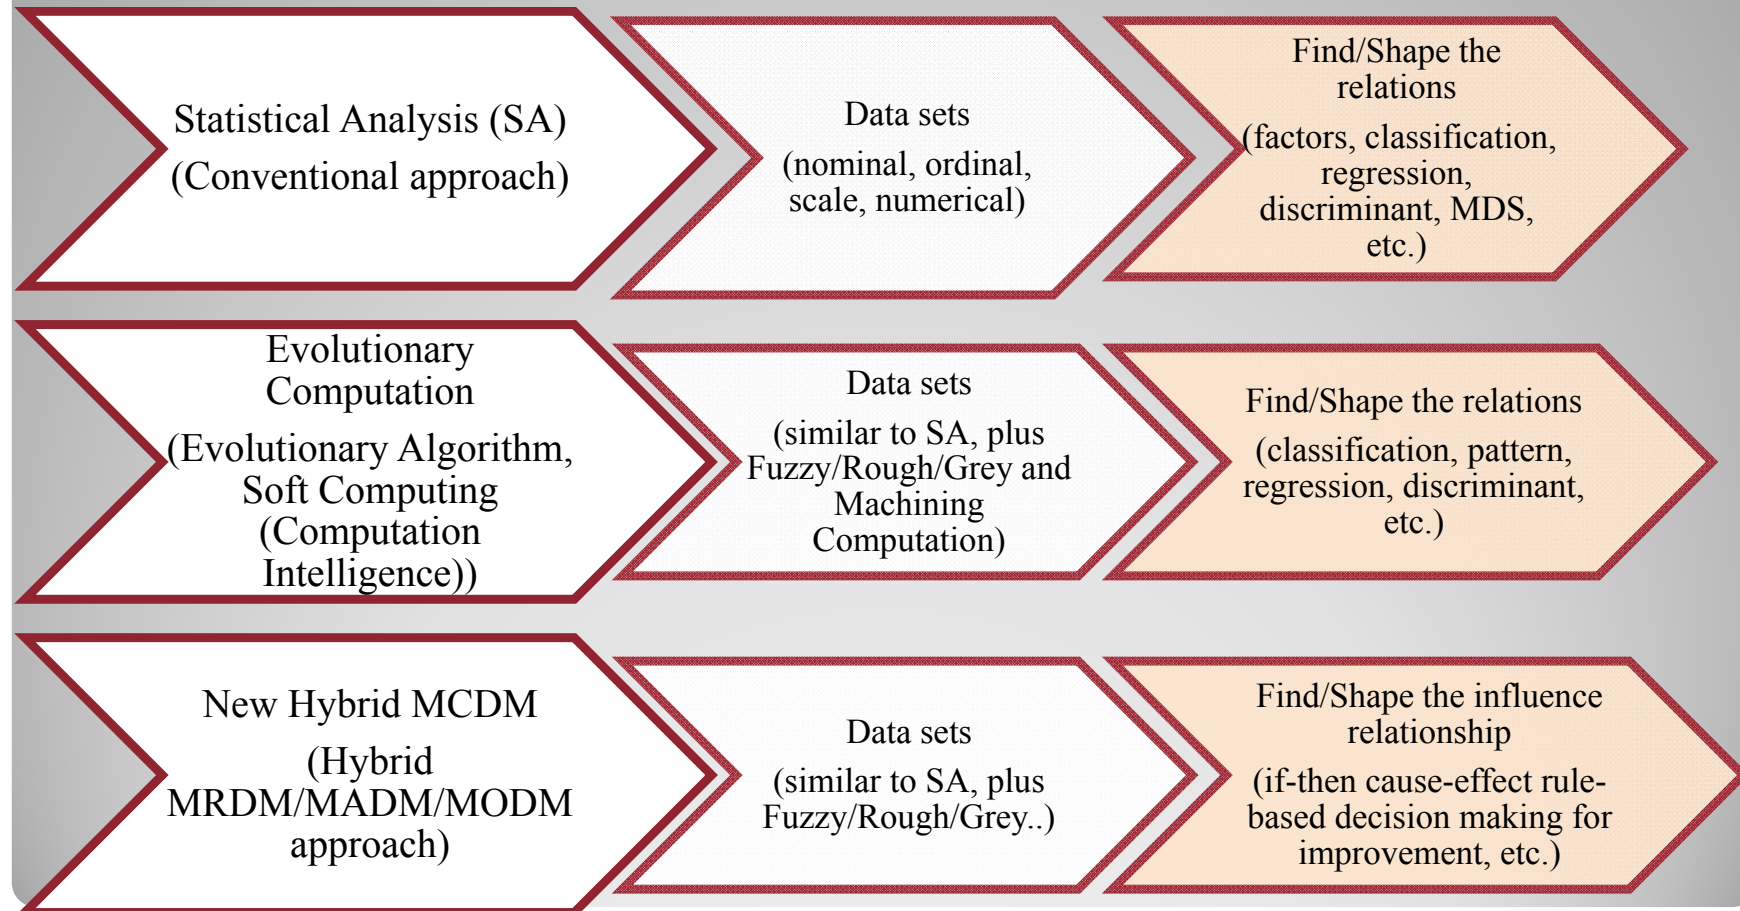 Statistical Analysis (SA)
(Conventional approach)
Data sets
(nominal, ordinal,
scale, numerical)
Find/Shape the
relations
(factors, classification,
regression,
discriminant, MDS,
etc.)
Evolutionary
Computation
(Evolutionary Algorithm,
Soft Computing
(Computation
Intelligence))
Data sets
(similar to SA, plus
Fuzzy/Rough/Grey and
Machining
Computation)
Find/Shape the relations
(classification, pattern,
regression, discriminant,
etc.)
New Hybrid MCDM
(Hybrid
MRDM/MADM/MODM
approach)
Data sets
(similar to SA, plus
Fuzzy/Rough/Grey..)
Find/Shape the influence
relationship
(if-then cause-effect rule-
based decision making for
improvement, etc.)